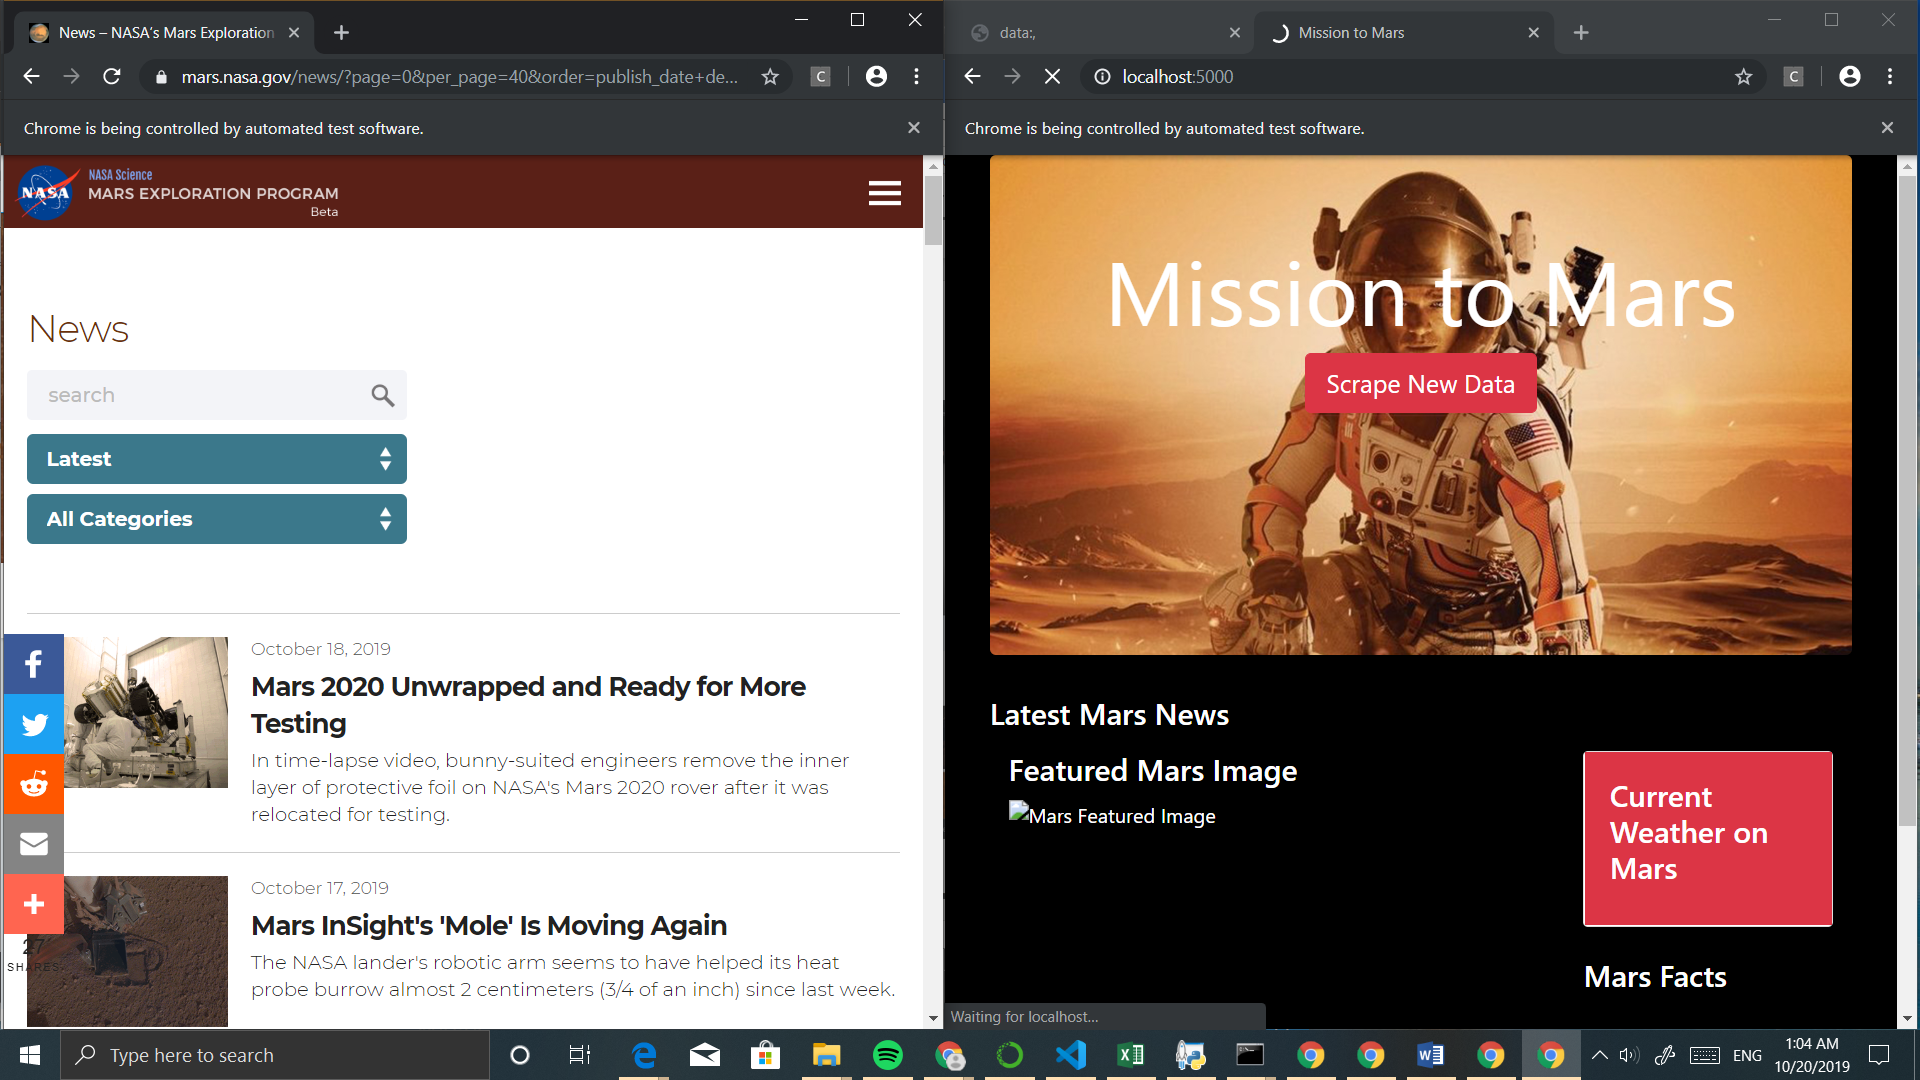 News – NASA's Mars Exploration
mars.nasa.gov/news/?page=0&per_page=40&order=publish_date+de...
C
Chrome is being controlled by automated test software.
NASA
NASA Science
MARS EXPLORATION PROGRAM
Beta
News
search
Latest
All Categories
October 18, 2019
Mars 2020 Unwrapped and Ready for More
Testing
In time-lapse video, bunny-suited engineers remove the inner
layer of protective foil on NASA's Mars 2020 rover after it was
relocated for testing.
October 17, 2019
Mars InSight's 'Mole' Is Moving Again
The NASA lander's robotic arm seems to have helped its heat
probe burrow almost 2 centimeters (3/4 of an inch) since last week.
27
SHARES
data:,
Mission to Mars
localhost:5000
C
Chrome is being controlled by automated test software.
Mission to Mars
Scrape New Data
Latest Mars News
Featured Mars Image
Mars Featured Image
Current
Weather on
Mars
Mars Facts
Waiting for localhost...
Type here to search
ENG
1:04 AM
10/20/2019